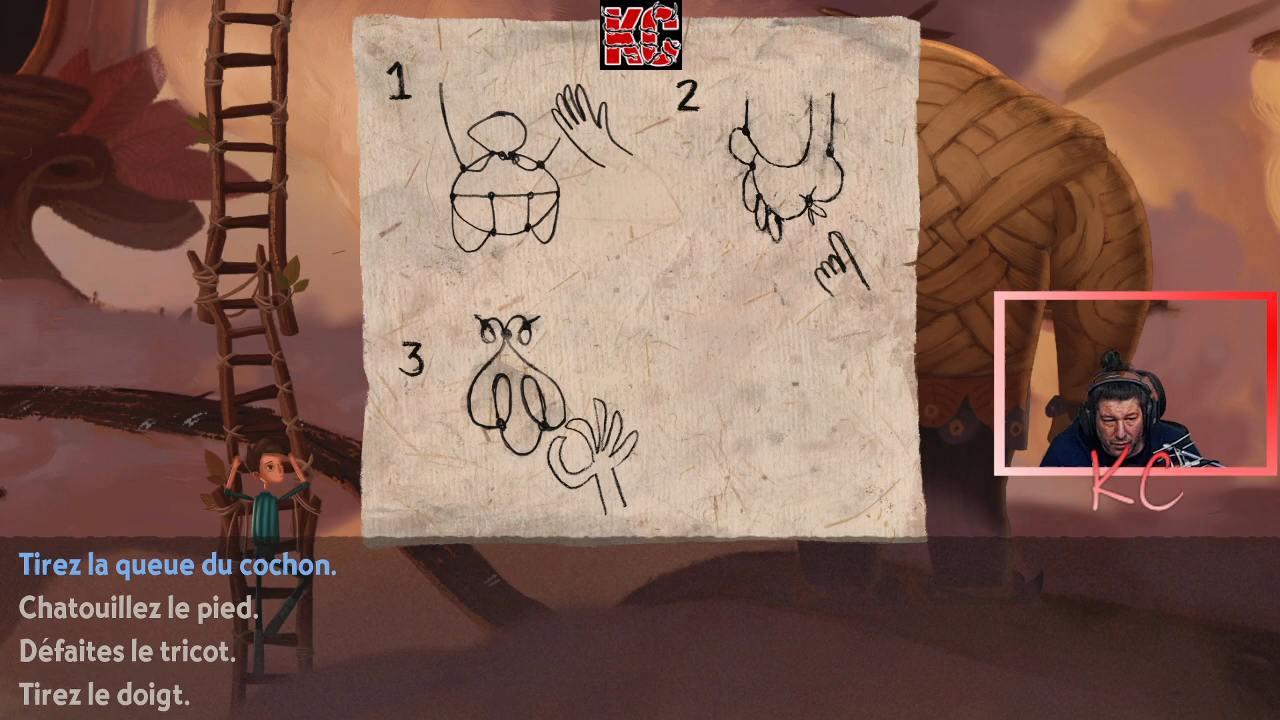 KC
1
2
3
KC
Tirez la queue du cochon.
Chatouillez le pied.
Défaites le tricot.
Tirez le doigt.